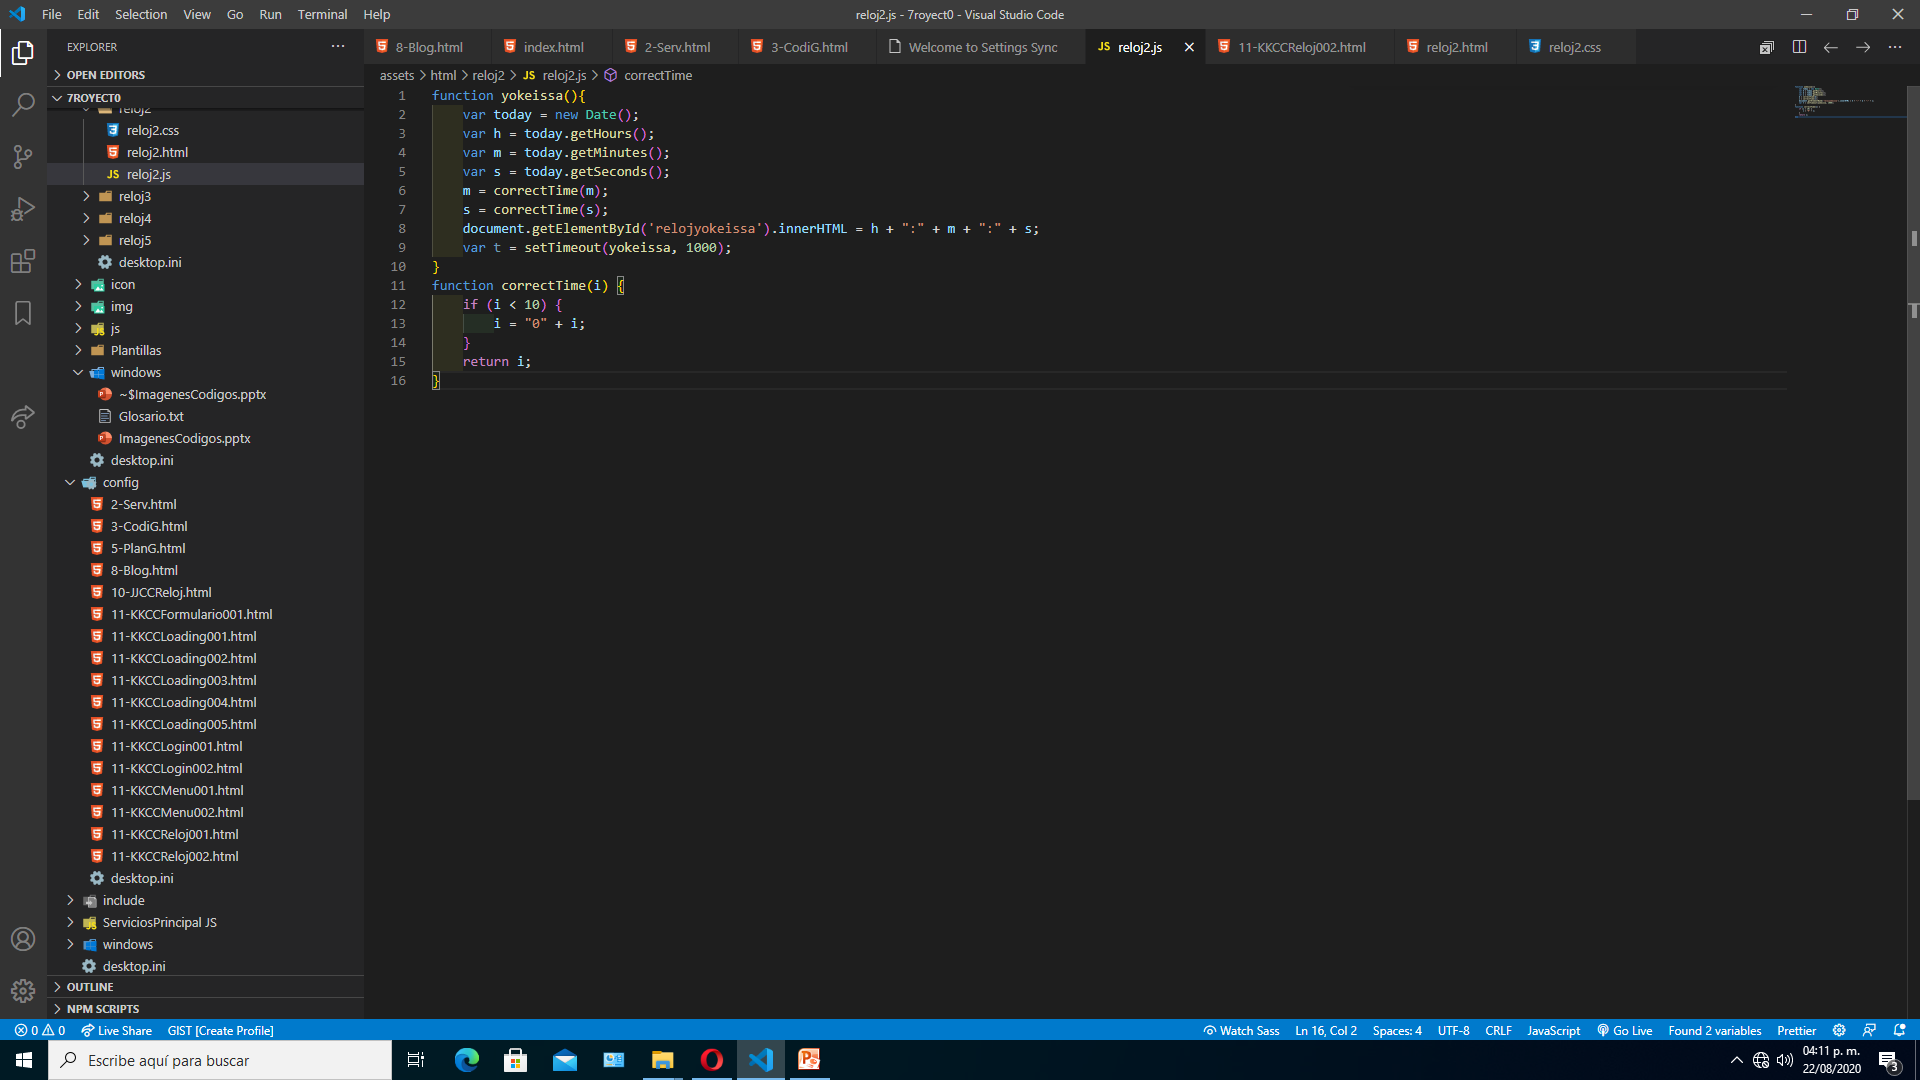 File Edit Selection View Go Run Terminal Help
reloj2.js - 7royect0 - Visual Studio Code
EXPLORER
8-Blog.html index.html 2-Serv.html 3-CodiG.html Welcome to Settings Sync JS reloj2.js 11-KKCCReloj002.html reloj2.html reloj2.css
OPEN EDITORS
7ROYECT0
reloj2
reloj2.css
reloj2.html
JS reloj2.js
reloj3
reloj4
reloj5
desktop.ini
icon
img
js
Plantillas
windows
~$ImagenesCodigos.pptx
Glosario.txt
ImagenesCodigos.pptx
desktop.ini
config
2-Serv.html
3-CodiG.html
5-PlanG.html
8-Blog.html
10-JJCCReloj.html
11-KKCCFormulario001.html
11-KKCCLoading001.html
11-KKCCLoading002.html
11-KKCCLoading003.html
11-KKCCLoading004.html
11-KKCCLoading005.html
11-KKCCLogin001.html
11-KKCCLogin002.html
11-KKCCMenu001.html
11-KKCCMenu002.html
11-KKCCReloj001.html
11-KKCCReloj002.html
desktop.ini
include
ServiciosPrincipal JS
windows
desktop.ini
OUTLINE
NPM SCRIPTS
assets > html > reloj2 > JS reloj2.js > correctTime
1 function yokeissa(){
2 var today = new Date();
3 var h = today.getHours();
4 var m = today.getMinutes();
5 var s = today.getSeconds();
6 m = correctTime(m);
7 s = correctTime(s);
8 document.getElementById('relojyokeissa').innerHTML = h + ":" + m + ":" + s;
9 var t = setTimeout(yokeissa, 1000);
10 }
11 function correctTime(i) {
12 if (i < 10) {
13 i = "0" + i;
14 }
15 return i;
16 }
0 0 Live Share GIST [Create Profile]
Watch Sass Ln 16, Col 2 Spaces: 4 UTF-8 CRLF JavaScript Go Live Found 2 variables Prettier
Escribe aquí para buscar
04:11 p. m.
22/08/2020
3